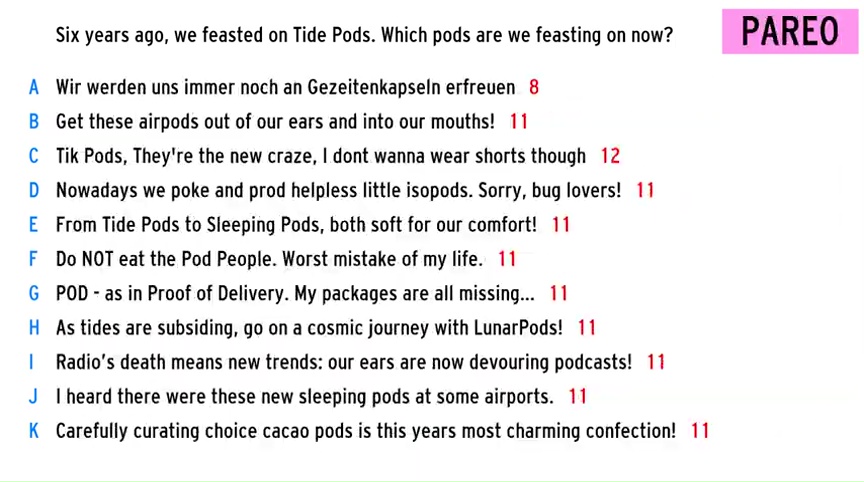 Six years ago, we feasted on Tide Pods. Which pods are we feasting on now?
PAREO
A Wir werden uns immer noch an Gezeitenkapseln erfreuen 8
B Get these airpods out of our ears and into our mouths! 11
C Tik Pods, They're the new craze, I dont wanna wear shorts though 12
D Nowadays we poke and prod helpless little isopods. Sorry, bug lovers! 11
E From Tide Pods to Sleeping Pods, both soft for our comfort! 11
F Do NOT eat the Pod People. Worst mistake of my life. 11
G POD - as in Proof of Delivery. My packages are all missing... 11
H As tides are subsiding, go on a cosmic journey with LunarPods! 11
I Radio's death means new trends: our ears are now devouring podcasts! 11
J I heard there were these new sleeping pods at some airports. 11
K Carefully curating choice cacao pods is this years most charming confection! 11